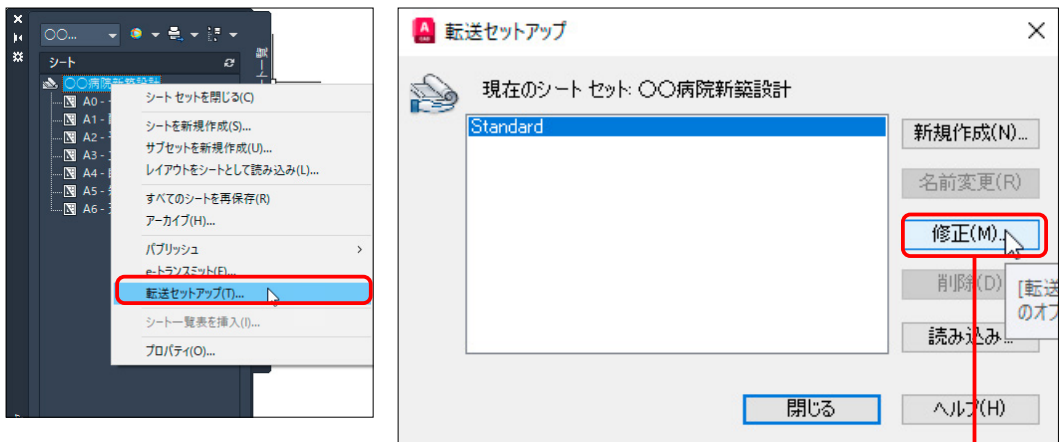 〇〇...
シート
〇〇病院新築設計
A0 -
A1 -
A2 -
A3 -
A4 -
A5 -
A6 -
シート セットを閉じる(C)
シートを新規作成(S)...
サブセットを新規作成(U)...
レイアウトをシートとして読み込み(L)...
すべてのシートを再保存(R)
アーカイブ(H)...
パブリッシュ
e-トランスミット(E)...
転送セットアップ(T)...
シート一覧表を挿入(I)...
プロパティ(O)...
転送セットアップ
現在のシート セット: 〇〇病院新築設計
Standard
新規作成(N)...
名前変更(R)
修正(M)...
削除(D)
[転送
のオプ
読み込み...
閉じる
ヘルプ(H)